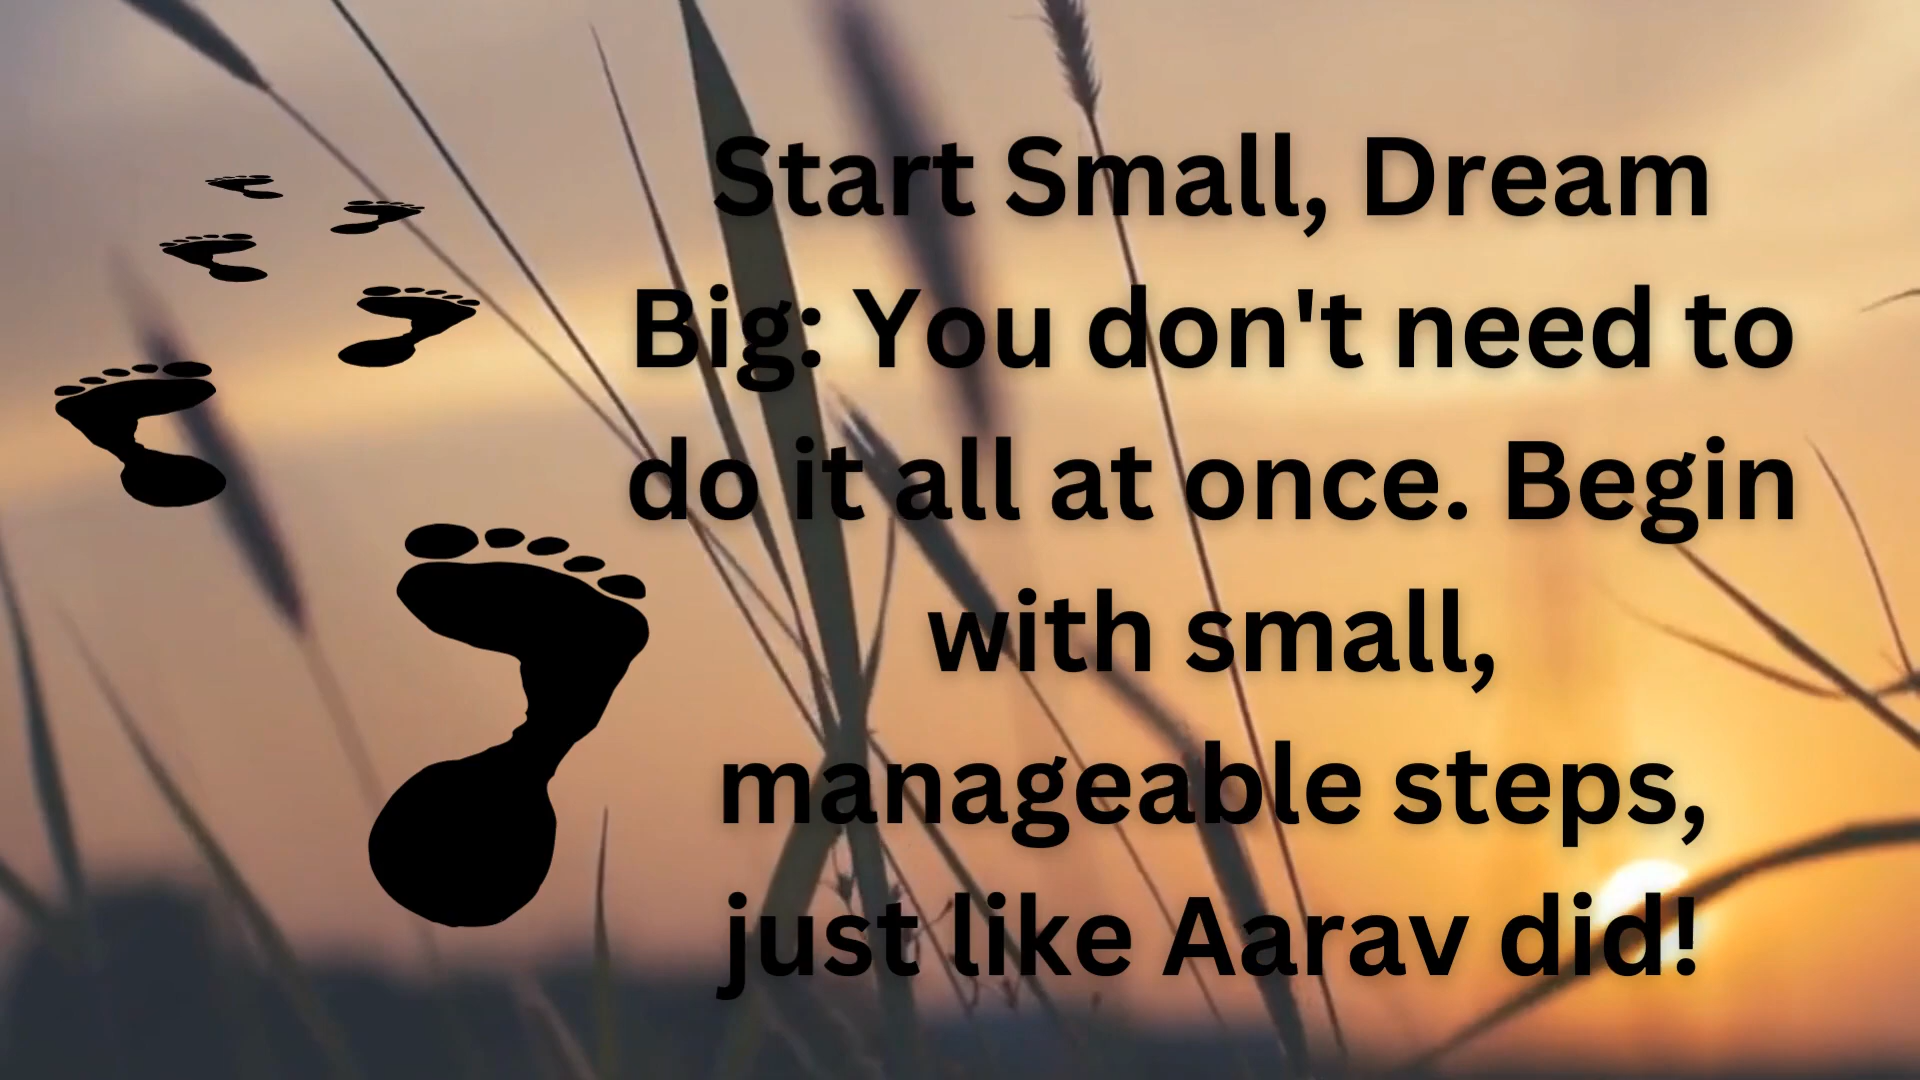 Start Small, Dream
Big: You don't need to
do it all at once. Begin
with small,
manageable steps,
just like Aarav did!